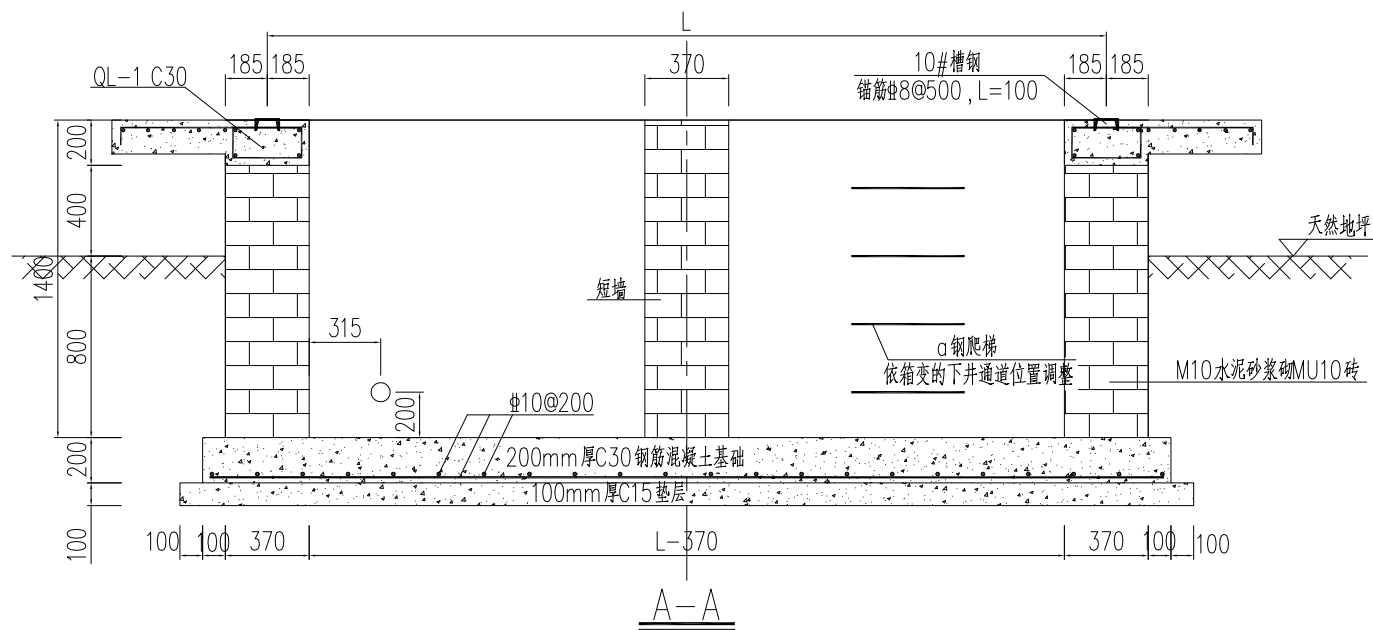 L
185
185
370
185
185
10#槽钢
锚筋⌀8@500,L=100
QL-1 C30
200
400
1400
800
200
100
天然地坪
短墙
315
200
ɑ钢爬梯
依箱变的下井通道位置调整
M10水泥砂浆砌MU10砖
⌀10@200
200mm厚C30钢筋混凝土基础
100mm厚C15垫层
100
100
370
L-370
370
100
100
A-A